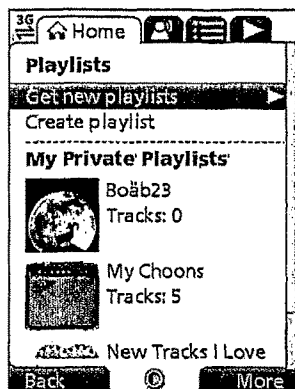 3G
Home
Playlists
Get new playlists
Create playlist
My Private Playlists
Boäb23
Tracks: 0
My Choons
Tracks: 5
New Tracks I Love
Back
More